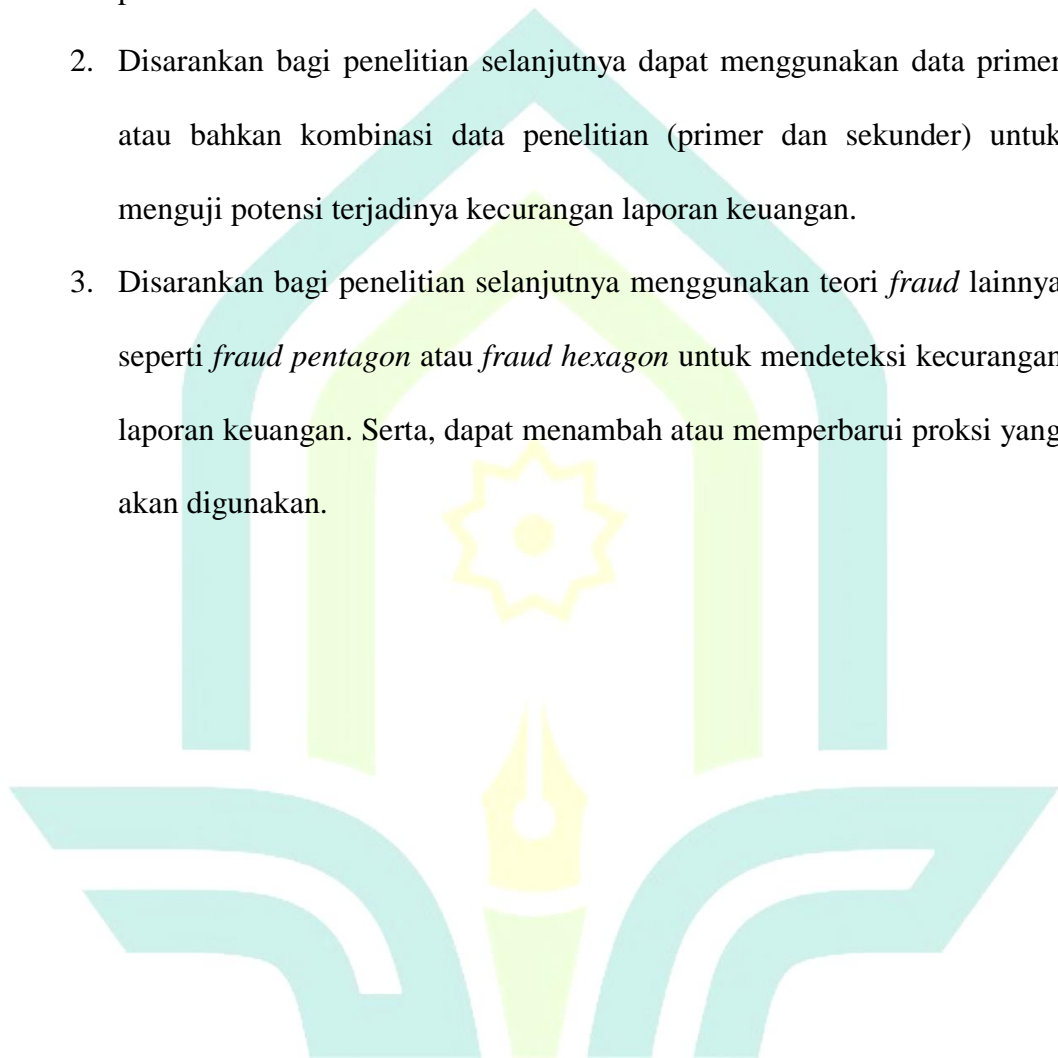 2. Disarankan bagi penelitian selanjutnya dapat menggunakan data primer
atau bahkan kombinasi data penelitian (primer dan sekunder) untuk
menguji potensi terjadinya kecurangan laporan keuangan.
3. Disarankan bagi penelitian selanjutnya menggunakan teori fraud lainnya
seperti fraud pentagon atau fraud hexagon untuk mendeteksi kecurangan
laporan keuangan. Serta, dapat menambah atau memperbarui proksi yang
akan digunakan.